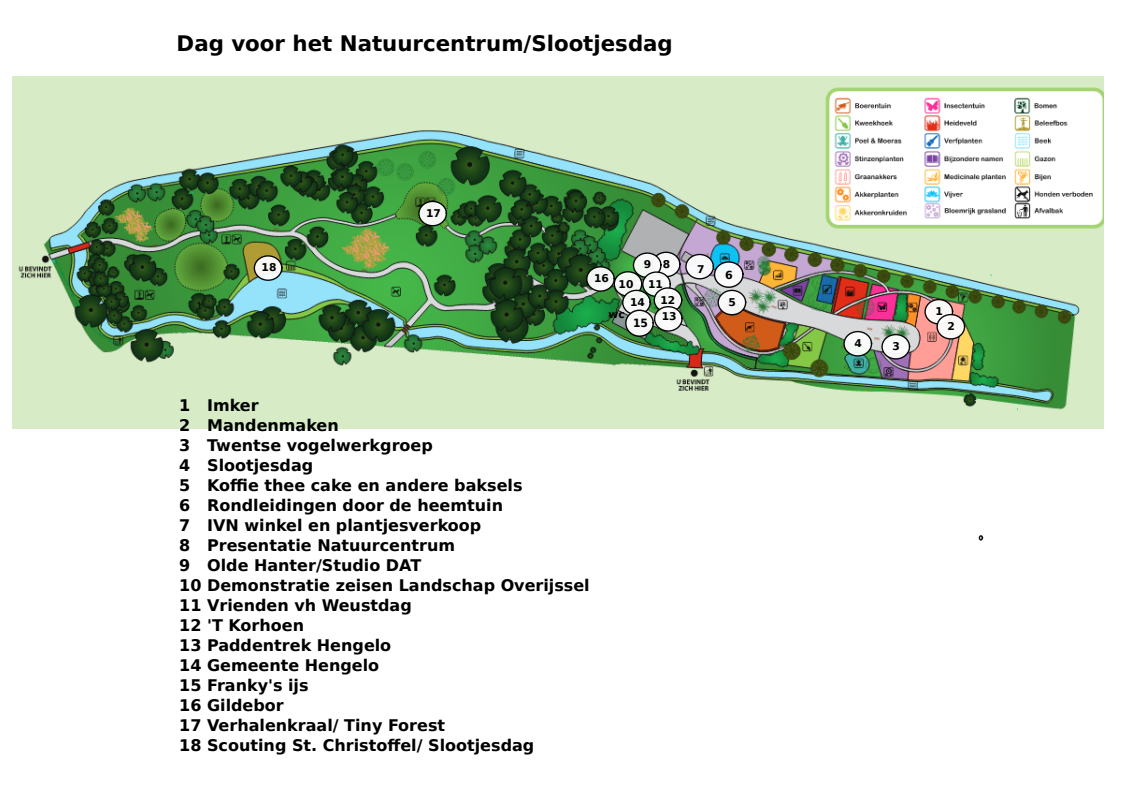 Dag voor het Natuurcentrum/Slootjesdag
Boerentuin
Kweekhoek
Poel & Moeras
Stinzenplanten
Graanakkers
Akkerplanten
Akkeronkruiden
Insectentuin
Heideveld
Verfplanten
Bijzondere namen
Medicinale planten
Vijver
Bloemrijk grasland
Bomen
Beleefbos
Beek
Gazon
Bijen
Honden verboden
Afvalbak
17
18
16
9
8
10
11
14
12
15
13
7
6
5
4
3
1
2
WC
U BEVINDT
ZICH HIER
U BEVINDT
ZICH HIER
1 Imker
2 Mandenmaken
3 Twentse vogelwerkgroep
4 Slootjesdag
5 Koffie thee cake en andere baksels
6 Rondleidingen door de heemtuin
7 IVN winkel en plantjesverkoop
8 Presentatie Natuurcentrum
9 Olde Hanter/Studio DAT
10 Demonstratie zeisen Landschap Overijssel
11 Vrienden vh Weustdag
12 'T Korhoen
13 Paddentrek Hengelo
14 Gemeente Hengelo
15 Franky's ijs
16 Gildebor
17 Verhalenkraal/ Tiny Forest
18 Scouting St. Christoffel/ Slootjesdag